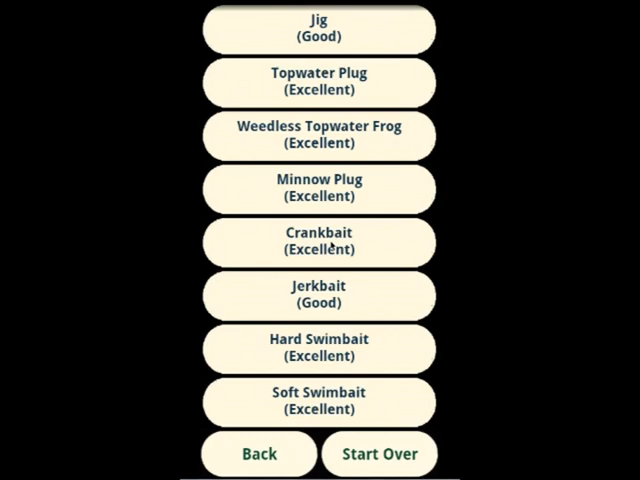 Jig
(Good)
Topwater Plug
(Excellent)
Weedless Topwater Frog
(Excellent)
Minnow Plug
(Excellent)
Crankbait
(Excellent)
Jerkbait
(Good)
Hard Swimbait
(Excellent)
Soft Swimbait
(Excellent)
Back
Start Over